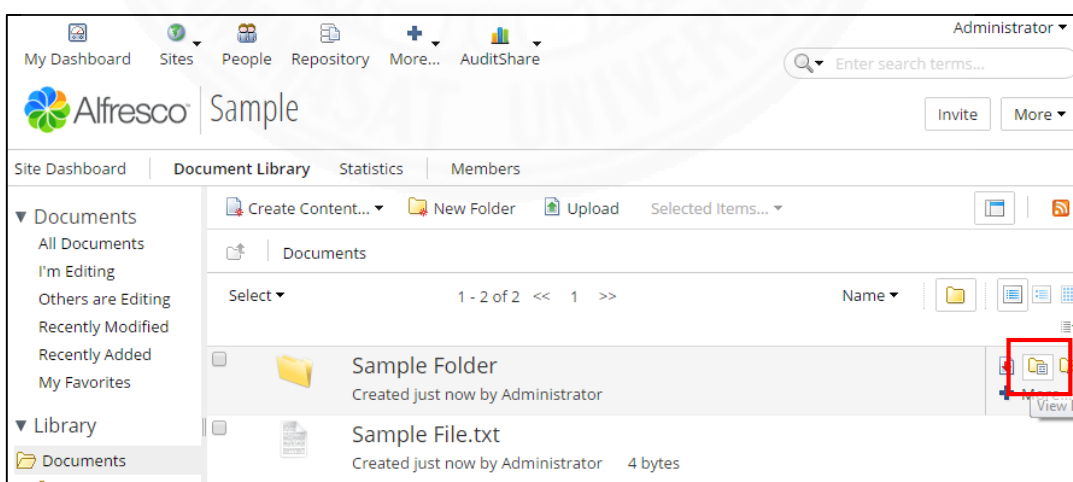 Administrator
My Dashboard Sites People Repository More... AuditShare
Enter search terms...
Alfresco Sample
Invite More
Site Dashboard Document Library Statistics Members
Documents
Create Content... New Folder Upload Selected Items...
All Documents
Documents
I'm Editing
Others are Editing
Select 1 - 2 of 2 << 1 >> Name
Recently Modified
Recently Added
My Favorites
Sample Folder
Created just now by Administrator
More...
View
Library
Sample File.txt
Documents
Created just now by Administrator 4 bytes